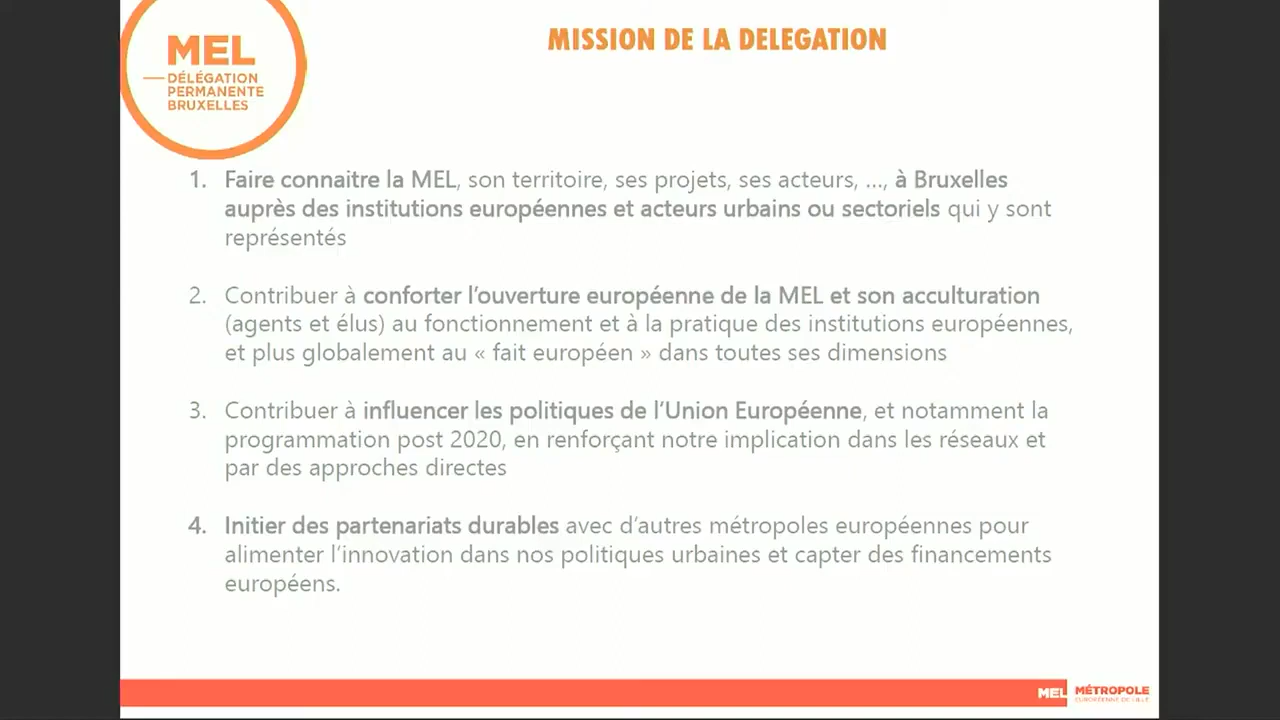 MEL
DÉLÉGATION
PERMANENTE
BRUXELLES
MISSION DE LA DELEGATION
1. Faire connaitre la MEL, son territoire, ses projets, ses acteurs, ..., à Bruxelles
auprès des institutions européennes et acteurs urbains ou sectoriels qui y sont
représentés
2. Contribuer à conforter l'ouverture européenne de la MEL et son acculturation
(agents et élus) au fonctionnement et à la pratique des institutions européennes,
et plus globalement au « fait européen » dans toutes ses dimensions
3. Contribuer à influencer les politiques de l'Union Européenne, et notamment la
programmation post 2020, en renforçant notre implication dans les réseaux et
par des approches directes
4. Initier des partenariats durables avec d'autres métropoles européennes pour
alimenter l'innovation dans nos politiques urbaines et capter des financements
européens.
MEL MÉTROPOLE
EUROPÉENNE DE LILLE